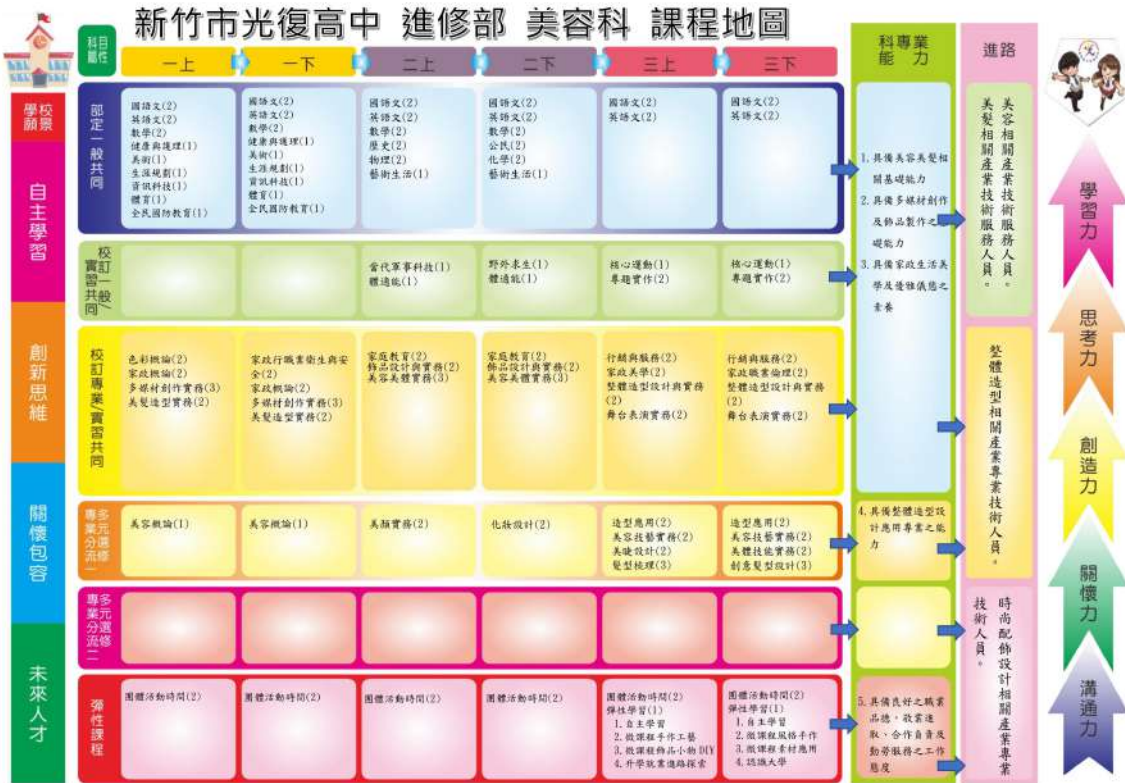 新竹市光復高中 進修部 美容科 課程地圖
科目屬性
一上
一下
二上
二下
三上
三下
科專業能力
進路
學校願景
自主學習
創新思維
關懷包容
未來人才
部定一般共同
國語文(2)
英語文(2)
數學(2)
健康與護理(1)
美術(1)
生涯規劃(1)
資訊科技(1)
體育(1)
全民國防教育(1)
國語文(2)
英語文(2)
數學(2)
健康與護理(1)
美術(1)
生涯規劃(1)
資訊科技(1)
體育(1)
全民國防教育(1)
國語文(2)
英語文(2)
數學(2)
歷史(2)
物理(2)
藝術生活(1)
國語文(2)
英語文(2)
數學(2)
公民(2)
化學(2)
藝術生活(1)
國語文(2)
英語文(2)
國語文(2)
英語文(2)
校訂一般/實習共同
當代軍事科技(1)
體適能(1)
野外求生(1)
體適能(1)
核心運動(1)
專題實作(2)
核心運動(1)
專題實作(2)
校訂專業/實習共同
色彩概論(2)
家政概論(2)
多媒材創作實務(3)
美髮造型實務(2)
家政行職業衛生與安
全(2)
家政概論(2)
多媒材創作實務(3)
美髮造型實務(2)
家庭教育(2)
飾品設計與實務(2)
美容美體實務(3)
家庭教育(2)
飾品設計與實務(2)
美容美體實務(3)
行銷與服務(2)
家政美學(2)
整體造型設計與實務
(2)
舞台表演實務(2)
行銷與服務(2)
家政職業倫理(2)
整體造型設計與實務
(2)
舞台表演實務(2)
多元選修專業分流一
美容概論(1)
美容概論(1)
美顏實務(2)
化妝設計(2)
造型應用(2)
美容技藝實務(2)
美睫設計(2)
髮型梳理(3)
造型應用(2)
美容技藝實務(2)
美體技能實務(2)
創意髮型設計(3)
多元選修專業分流二
彈性課程
團體活動時間(2)
團體活動時間(2)
團體活動時間(2)
團體活動時間(2)
團體活動時間(2)
彈性學習(1)
1. 自主學習
2. 微課程手作工藝
3. 微課程飾品小物DIY
4. 升學就業進路探索
團體活動時間(2)
彈性學習(1)
1. 自主學習
2. 微課程風格手作
3. 微課程素材應用
4. 認識大學
1. 具備美容美髮相
關基礎能力
2. 具備多媒材創作
及飾品製作之
礎能力
3. 具備家政生活美
學及優雅儀態之
素養
4. 具備整體造型設
計應用專業之能
力
5. 具備良好之職業
品德，敬業進
取、合作負責及
勤勞服務之工作
態度
美容相關產業技術服務人員。
美髮相關產業技術服務人員。
整體造型相關產業專業技術人員。
時尚配飾設計相關產業專業
技術人員。
學習力
思考力
創造力
關懷力
溝通力